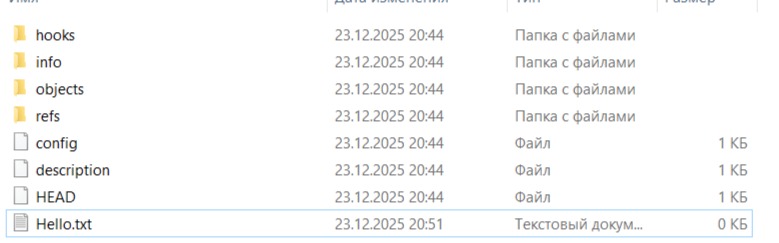 Имя Дата изменения Тип Размер
hooks 23.12.2025 20:44 Папка с файлами
info 23.12.2025 20:44 Папка с файлами
objects 23.12.2025 20:44 Папка с файлами
refs 23.12.2025 20:44 Папка с файлами
config 23.12.2025 20:44 Файл 1 КБ
description 23.12.2025 20:44 Файл 1 КБ
HEAD 23.12.2025 20:44 Файл 1 КБ
Hello.txt 23.12.2025 20:51 Текстовый докум... 0 КБ